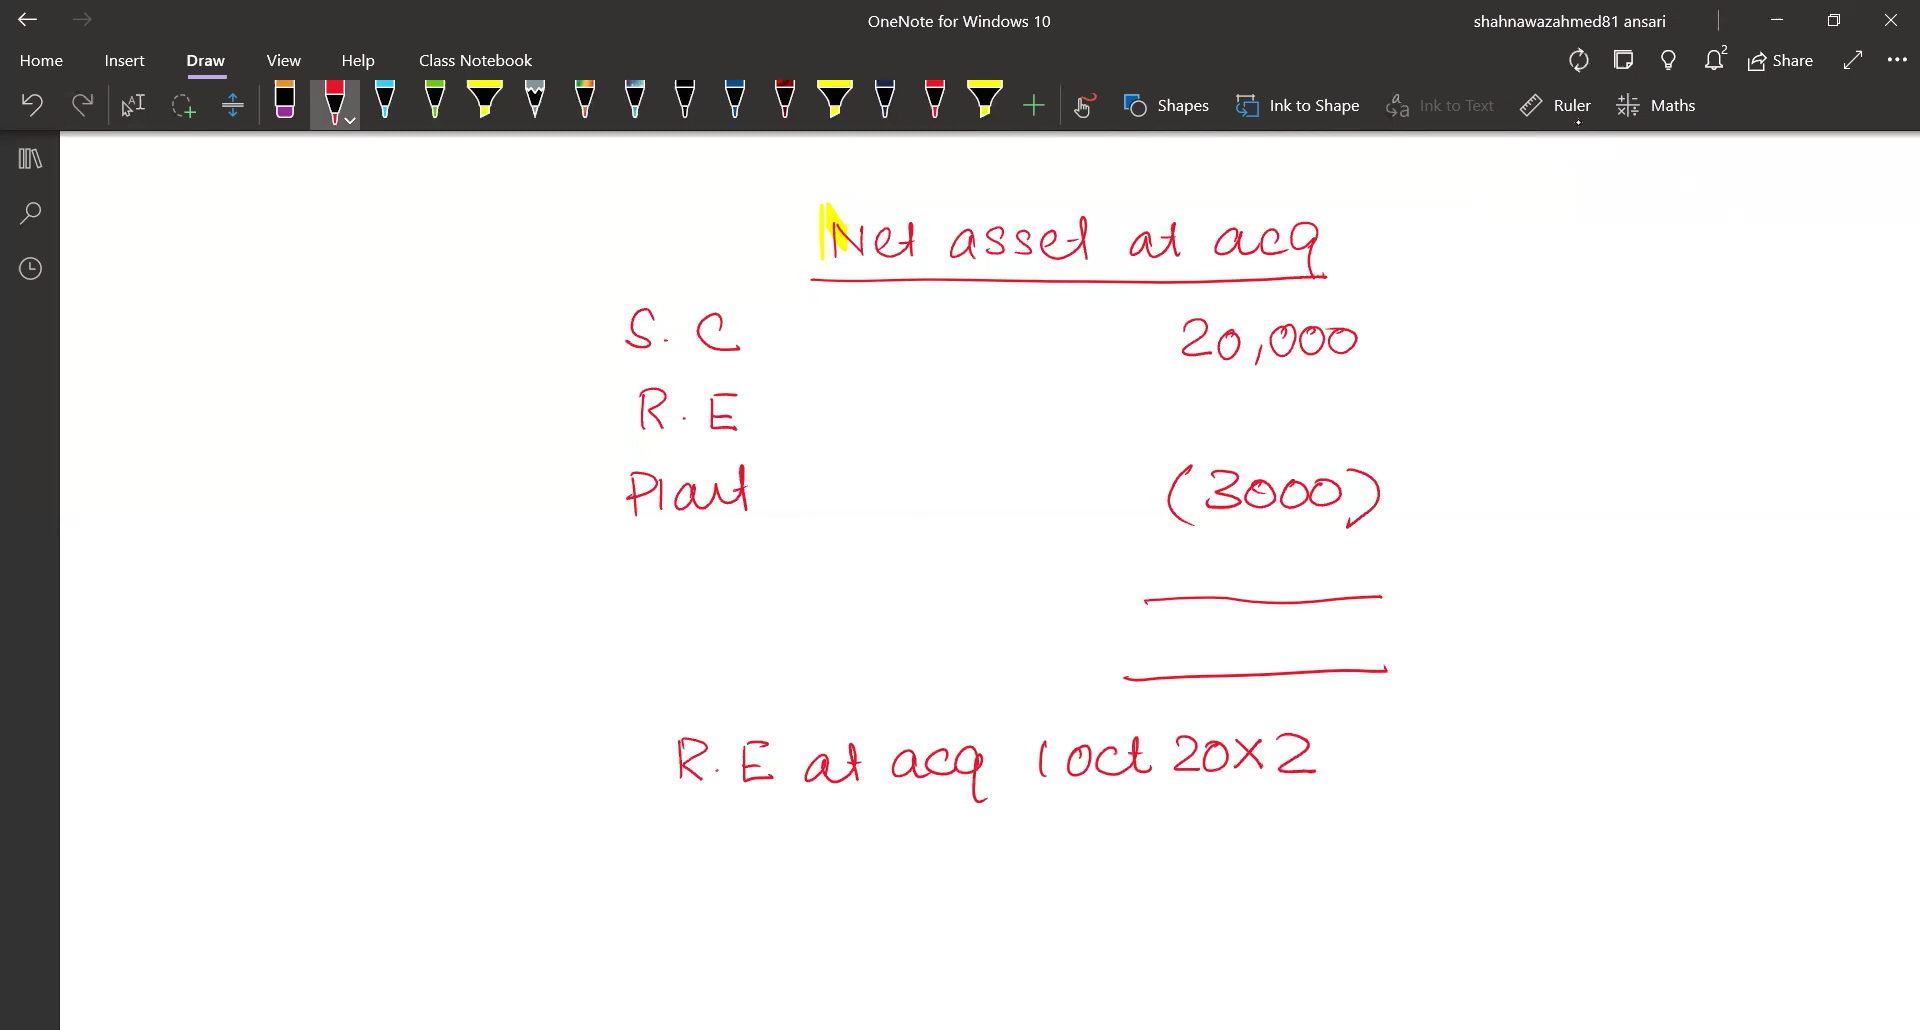 OneNote for Windows 10
shahnawazahmed81 ansari
Home Insert Draw View Help Class Notebook
2
Share
Shapes Ink to Shape Ink to Text Ruler Maths
Net asset at acq
S. C 20,000
R. E
Plant (3000)
R. E at acq 1 oct 20X2